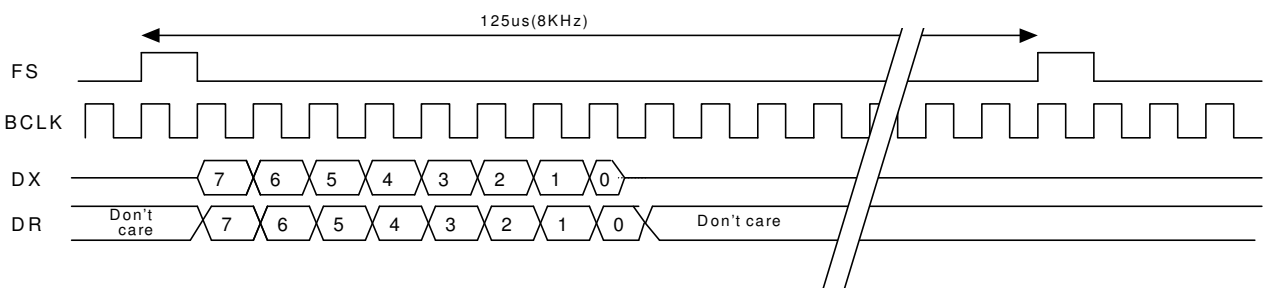 125us(8KHz)
FS
BCLK
DX 7 6 5 4 3 2 1 0
DR Don't care 7 6 5 4 3 2 1 0 Don't care